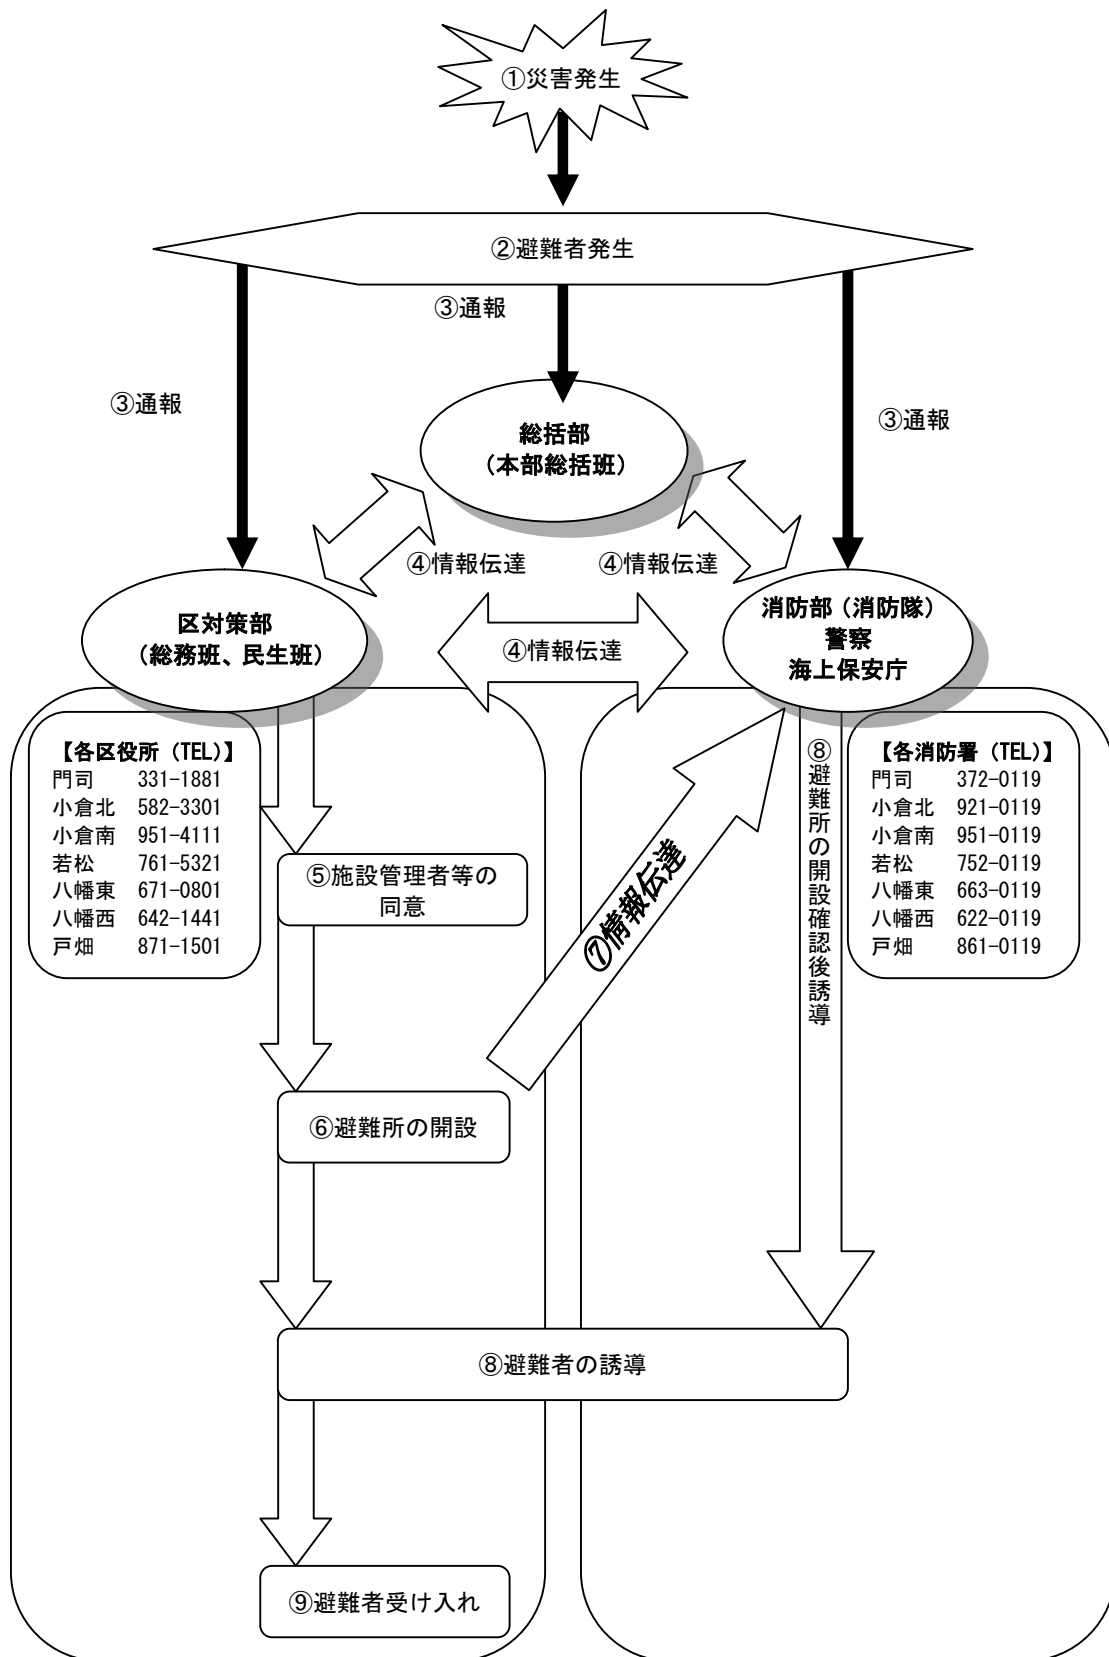 ①災害発生
②避難者発生
③通報
③通報
③通報
総括部
（本部総括班）
④情報伝達
④情報伝達
区対策部
（総務班、民生班）
④情報伝達
消防部（消防隊）
警察
海上保安庁
【各区役所（TEL）】
門司 331-1881
小倉北 582-3301
小倉南 951-4111
若松 761-5321
八幡東 671-0801
八幡西 642-1441
戸畑 871-1501
【各消防署（TEL）】
門司 372-0119
小倉北 921-0119
小倉南 951-0119
若松 752-0119
八幡東 663-0119
八幡西 622-0119
戸畑 861-0119
⑤施設管理者等の
同意
⑦情報伝達
⑧避難所の開設確認後誘導
⑥避難所の開設
⑧避難者の誘導
⑨避難者受け入れ